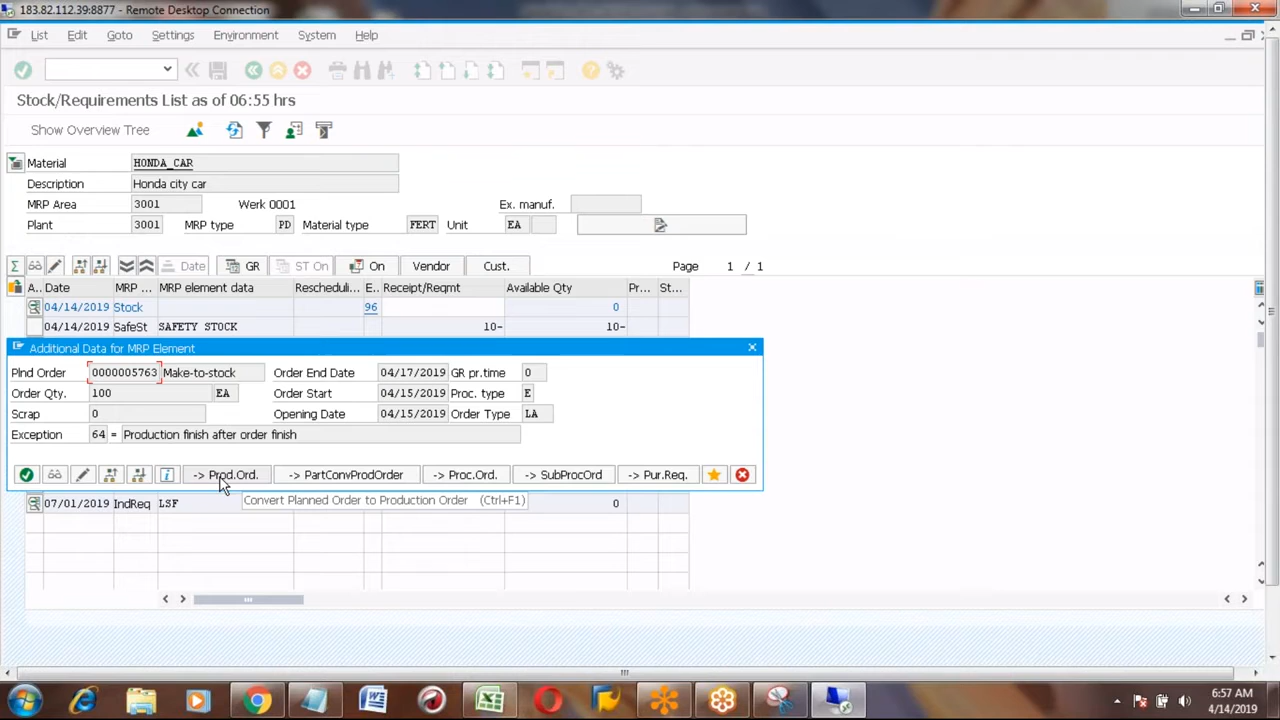 183.82.112.39:8877 - Remote Desktop Connection
List Edit Goto Settings Environment System Help
Stock/Requirements List as of 06:55 hrs
Show Overview Tree
Material HONDA_CAR
Description Honda city car
MRP Area 3001 Werk 0001 Ex. manuf.
Plant 3001 MRP type PD Material type FERT Unit EA
Date GR ST On On Vendor Cust. Page 1 / 1
A.. Date MRP ... MRP element data Rescheduli... E.. Receipt/Reqmt Available Qty Pr... St...
04/14/2019 Stock 96 0
04/14/2019 SafeSt SAFETY STOCK 10- 10-
Additional Data for MRP Element
Plnd Order 0000005763 Make-to-stock Order End Date 04/17/2019 GR pr.time 0
Order Qty. 100 EA Order Start 04/15/2019 Proc. type E
Scrap 0 Opening Date 04/15/2019 Order Type LA
Exception 64 = Production finish after order finish
-> Prod.Ord. -> PartConvProdOrder -> Proc.Ord. -> SubProcOrd -> Pur.Req.
Convert Planned Order to Production Order (Ctrl+F1)
07/01/2019 IndReq LSF 0
6:57 AM
4/14/2019